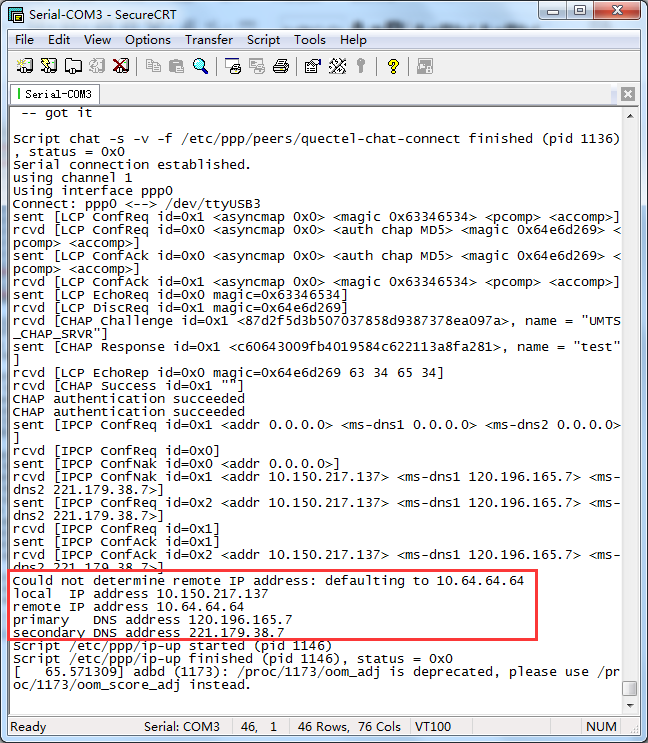 Serial-COM3 - SecureCRT
File Edit View Options Transfer Script Tools Help
Serial-COM3
-- got it
Script chat -s -v -f /etc/ppp/peers/quectel-chat-connect finished (pid 1136)
, status = 0x0
Serial connection established.
using channel 1
Using interface ppp0
Connect: ppp0 <--> /dev/ttyUSB3
sent [LCP ConfReq id=0x1 <asyncmap 0x0> <magic 0x63346534> <pcomp> <accomp>]
rcvd [LCP ConfReq id=0x0 <asyncmap 0x0> <auth chap MD5> <magic 0x64e6d269> <
pcomp> <accomp>]
sent [LCP ConfAck id=0x0 <asyncmap 0x0> <auth chap MD5> <magic 0x64e6d269> <
pcomp> <accomp>]
rcvd [LCP ConfAck id=0x1 <asyncmap 0x0> <magic 0x63346534> <pcomp> <accomp>]
sent [LCP EchoReq id=0x0 magic=0x63346534]
rcvd [LCP DiscReq id=0x1 magic=0x64e6d269]
rcvd [CHAP Challenge id=0x1 <87d2f5d3b507037858d9387378ea097a>, name = "UMTS
_CHAP_SRVR"]
sent [CHAP Response id=0x1 <c60643009fb4019584c622113a8fa281>, name = "test"
]
rcvd [LCP EchoRep id=0x0 magic=0x64e6d269 63 34 65 34]
rcvd [CHAP Success id=0x1 ""]
CHAP authentication succeeded
CHAP authentication succeeded
sent [IPCP ConfReq id=0x1 <addr 0.0.0.0> <ms-dns1 0.0.0.0> <ms-dns2 0.0.0.0>
]
rcvd [IPCP ConfReq id=0x0]
sent [IPCP ConfNak id=0x0 <addr 0.0.0.0>]
rcvd [IPCP ConfNak id=0x1 <addr 10.150.217.137> <ms-dns1 120.196.165.7> <ms-
dns2 221.179.38.7>]
sent [IPCP ConfReq id=0x2 <addr 10.150.217.137> <ms-dns1 120.196.165.7> <ms-
dns2 221.179.38.7>]
rcvd [IPCP ConfReq id=0x1]
sent [IPCP ConfAck id=0x1]
rcvd [IPCP ConfAck id=0x2 <addr 10.150.217.137> <ms-dns1 120.196.165.7> <ms-
dns2 221.179.38.7>]
Could not determine remote IP address: defaulting to 10.64.64.64
local  IP address 10.150.217.137
remote IP address 10.64.64.64
primary   DNS address 120.196.165.7
secondary DNS address 221.179.38.7
Script /etc/ppp/ip-up started (pid 1146)
Script /etc/ppp/ip-up finished (pid 1146), status = 0x0
[   65.571309] adbd (1173): /proc/1173/oom_adj is deprecated, please use /pr
oc/1173/oom_score_adj instead.
Ready Serial: COM3 46, 1 46 Rows, 76 Cols VT100 NUM